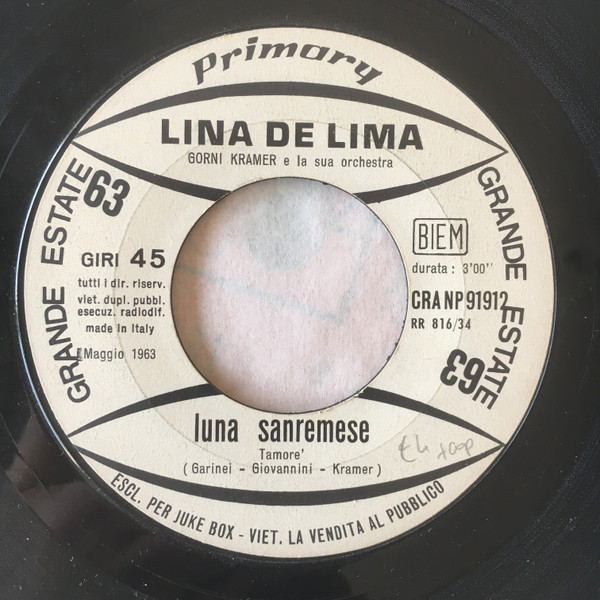 Primary
LINA DE LIMA
GORNI KRAMER e la sua orchestra
GRANDE ESTATE 63
GRANDE ESTATE 63
GIRI 45
tutti i dir. riserv.
viet. dupl. pubbl.
esecuz. radiodif.
made in Italy
Maggio 1963
BIEM
durata : 3'00''
CRA NP 91912
RR 816/34
luna sanremese
Tamore'
( Garinei - Giovannini - Kramer )
ESCL. PER JUKE BOX - VIET. LA VENDITA AL PUBBLICO